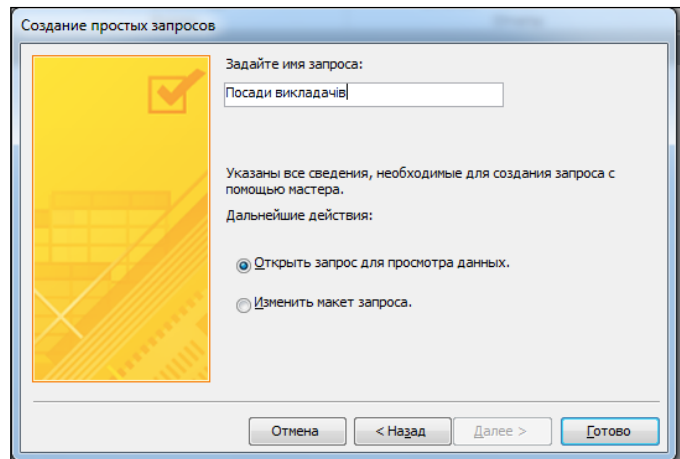 Создание простых запросов
Задайте имя запроса:
Посади викладачів
Указаны все сведения, необходимые для создания запроса с
помощью мастера.
Дальнейшие действия:
Открыть запрос для просмотра данных.
Изменить макет запроса.
Отмена < Назад Далее > Готово